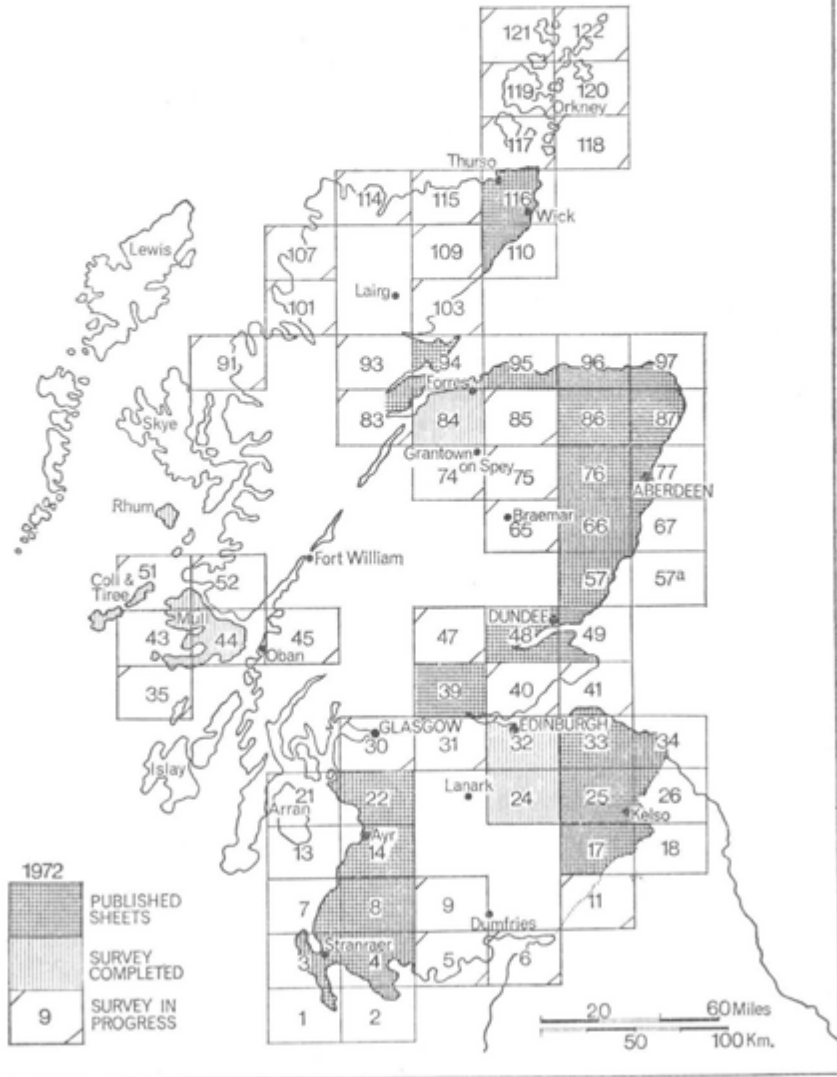 121 122
119 120
Orkney
117 118
Thurso
114 115 116
Wick
Lewis
107 109 110
Lairg
101 103
91 93 94 95 96 97
Forres
Skye
83 84 85 86 87
Grantown
on Spey
74 75 76 77
ABERDEEN
Rhum
Braemar
65 66 67
Fort William
51 52 57 57a
Coll &
Tiree
Mull
DUNDEE
43 44 45 47 48 49
Oban
35 39 40 41
GLASGOW EDINBURGH
30 31 32 33 34
Islay
21 22 Lanark 24 25 26
Arran Kelso
Ayr
13 14 17 18
1972
PUBLISHED
SHEETS
7 8 9 11
Dumfries
Stranraer
SURVEY
COMPLETED
3 4 5 6
9
SURVEY IN
PROGRESS
1 2
20 60 Miles
50 100 Km.